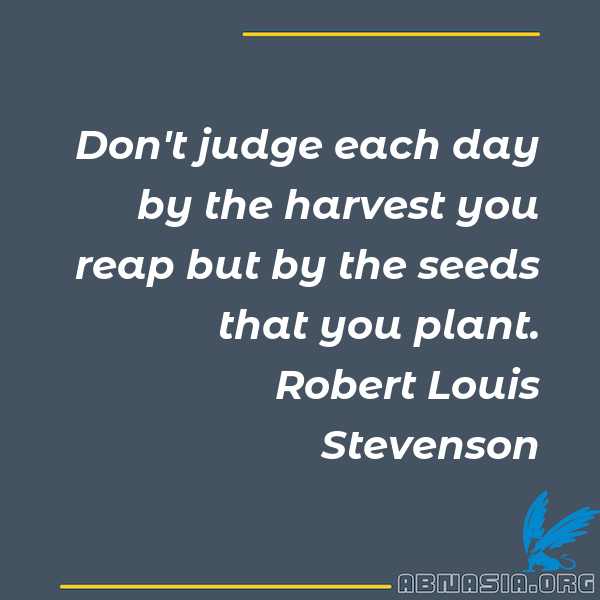 Don't judge each day
by the harvest you
reap but by the seeds
that you plant.
Robert Louis
Stevenson
ABNASIA.ORG